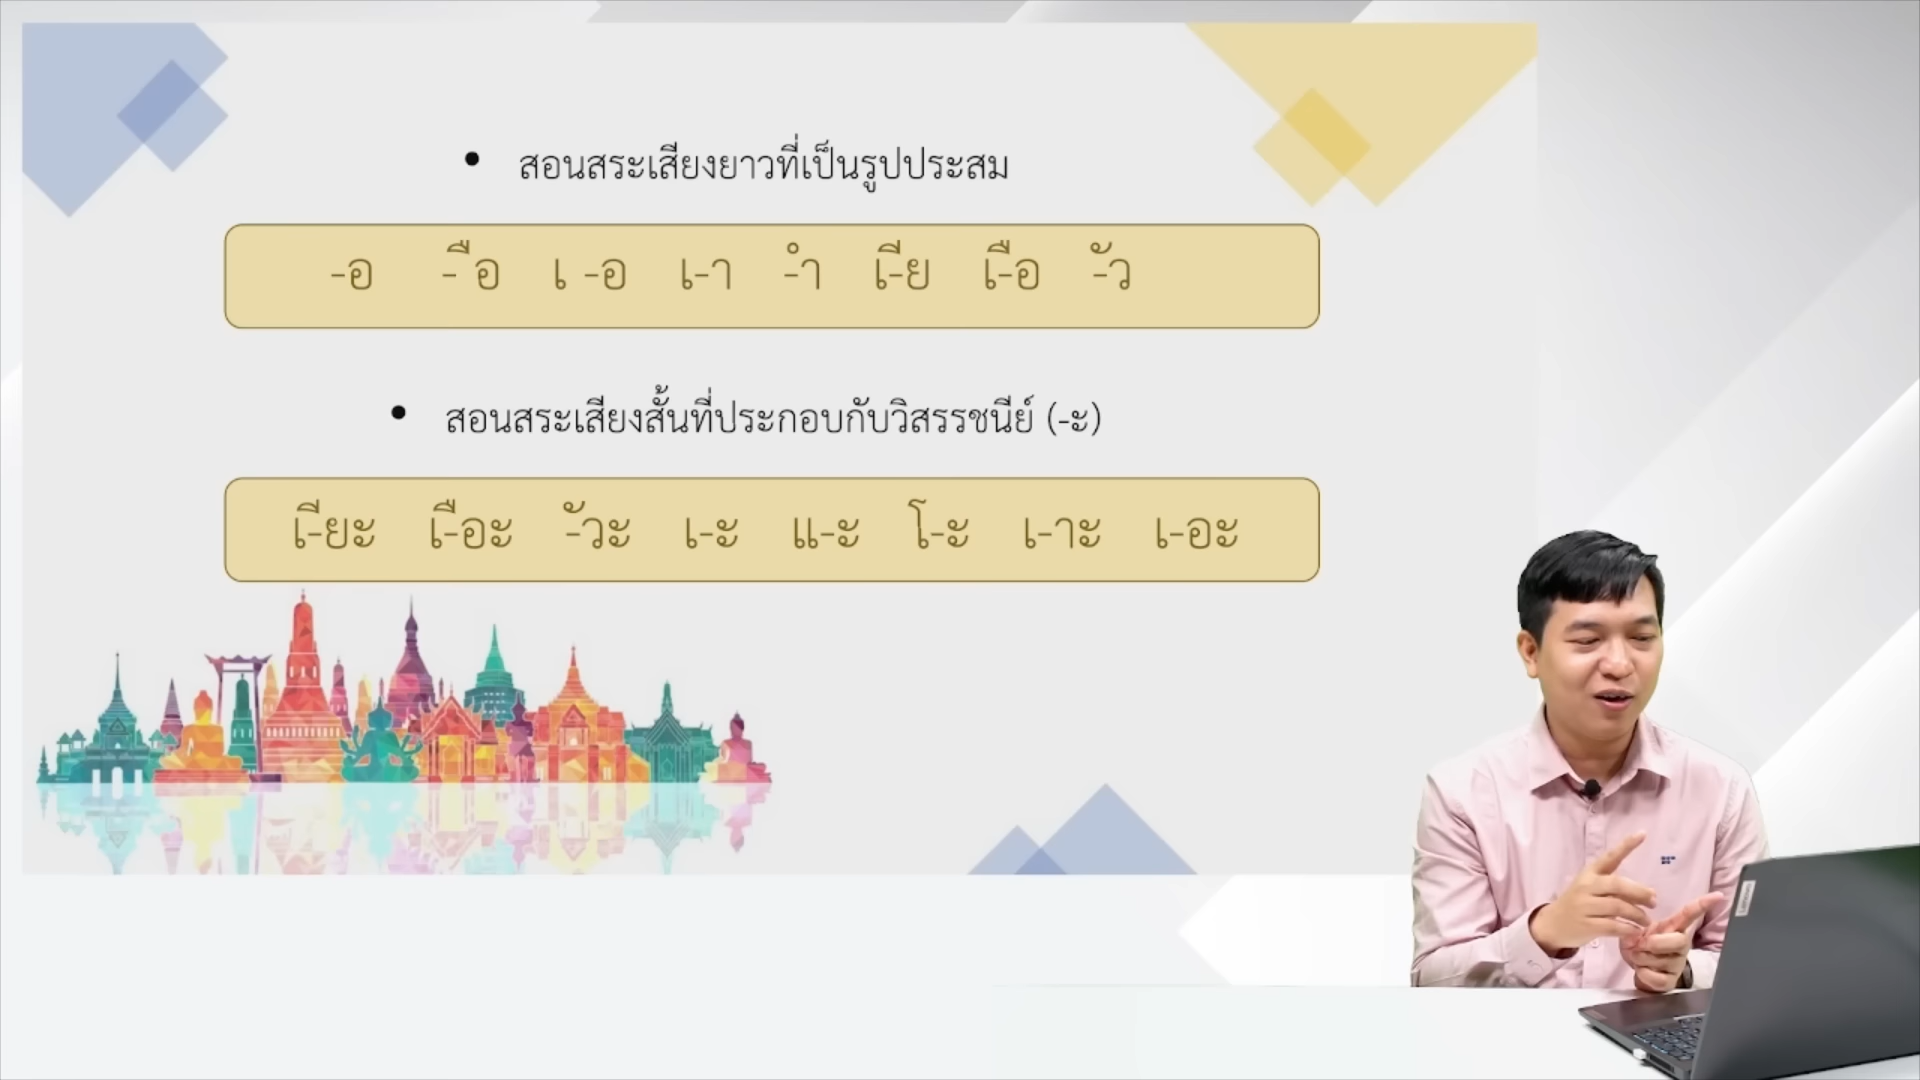 • สอนสระเสียงยาวที่เป็นรูปประสม
-อ -ือ เ-อ เ-า -ำ เ-ีย เ-ือ -ัว
• สอนสระเสียงสั้นที่ประกอบกับวิสรรชนีย์ (-ะ)
เ-ียะ เ-ือะ -ัวะ เ-ะ แ-ะ โ-ะ เ-าะ เ-อะ